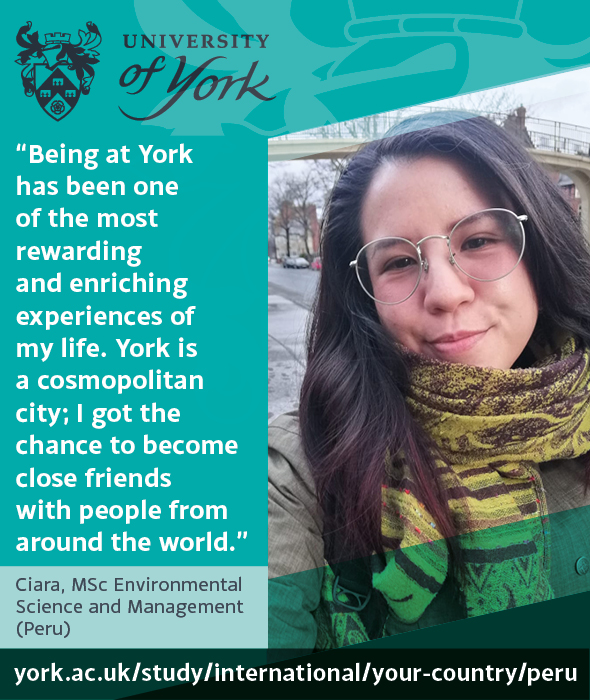 UNIVERSITY
of York
“Being at York
has been one
of the most
rewarding
and enriching
experiences of
my life. York is
a cosmopolitan
city; I got the
chance to become
close friends
with people from
around the world.”
Ciara, MSc Environmental
Science and Management
(Peru)
york.ac.uk/study/international/your-country/peru